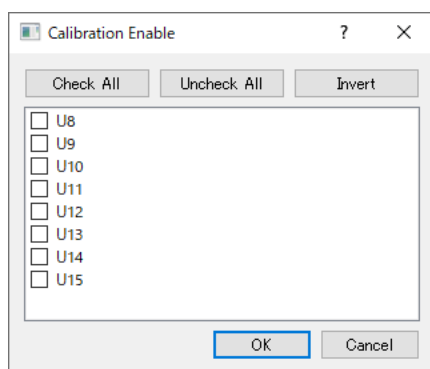 Calibration Enable ?
Check All Uncheck All Invert
U8
U9
U10
U11
U12
U13
U14
U15
OK Cancel